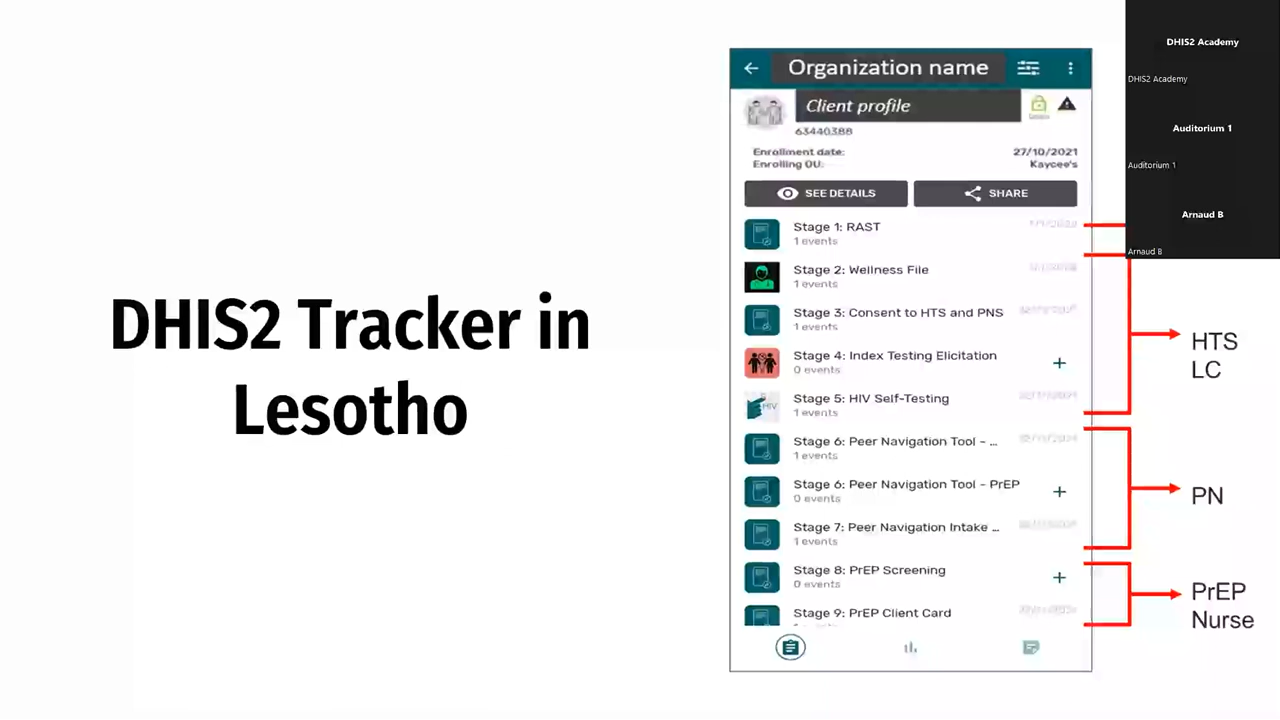 DHIS2 Tracker in
Lesotho
Organization name
Client profile
63440388
Enrollment date: 27/10/2021
Enrolling OU: Kaycee's
SEE DETAILS
SHARE
Stage 1: RAST
1 events
Stage 2: Wellness File
1 events
Stage 3: Consent to HTS and PNS
1 events
Stage 4: Index Testing Elicitation
0 events
Stage 5: HIV Self-Testing
1 events
HIV
Stage 6: Peer Navigation Tool - ...
1 events
Stage 6: Peer Navigation Tool - PrEP
0 events
Stage 7: Peer Navigation Intake ...
1 events
Stage 8: PrEP Screening
0 events
Stage 9: PrEP Client Card
HTS
LC
PN
PrEP
Nurse
DHIS2 Academy
DHIS2 Academy
Auditorium 1
Auditorium 1
Arnaud B
Arnaud B